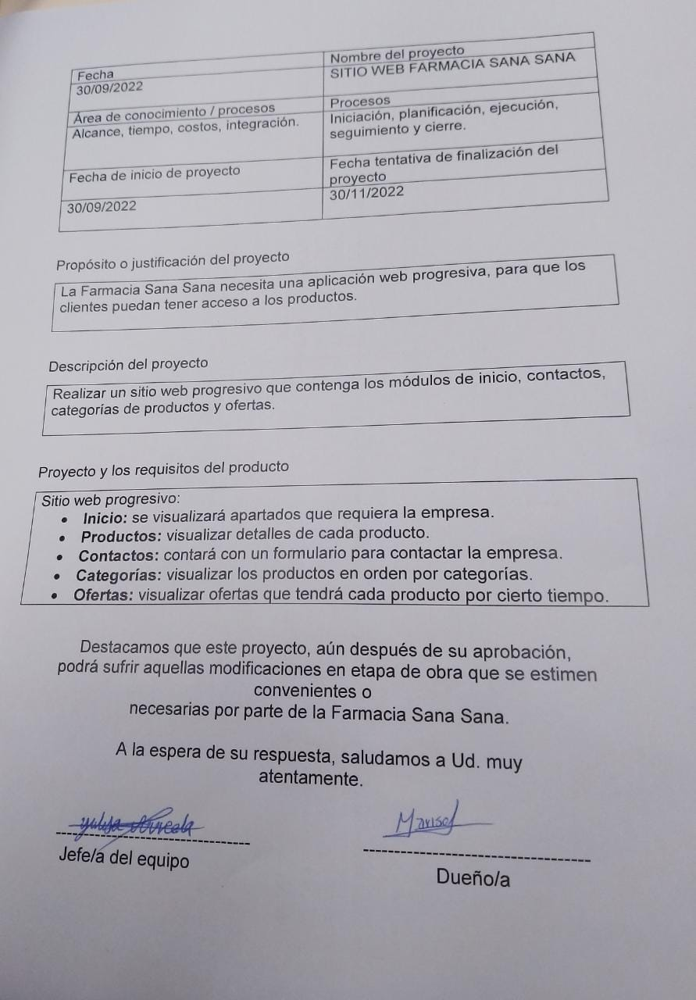 Fecha
Nombre del proyecto
30/09/2022
SITIO WEB FARMACIA SANA SANA
Área de conocimiento / procesos
Procesos
Alcance, tiempo, costos, integración.
Iniciación, planificación, ejecución,
seguimiento y cierre.
Fecha de inicio de proyecto
Fecha tentativa de finalización del
proyecto
30/09/2022
30/11/2022
Propósito o justificación del proyecto
La Farmacia Sana Sana necesita una aplicación web progresiva, para que los
clientes puedan tener acceso a los productos.
Descripción del proyecto
Realizar un sitio web progresivo que contenga los módulos de inicio, contactos,
categorías de productos y ofertas.
Proyecto y los requisitos del producto
Sitio web progresivo:
• Inicio: se visualizará apartados que requiera la empresa.
• Productos: visualizar detalles de cada producto.
• Contactos: contará con un formulario para contactar la empresa.
• Categorías: visualizar los productos en orden por categorías.
• Ofertas: visualizar ofertas que tendrá cada producto por cierto tiempo.
Destacamos que este proyecto, aún después de su aprobación,
podrá sufrir aquellas modificaciones en etapa de obra que se estimen
convenientes o
necesarias por parte de la Farmacia Sana Sana.
A la espera de su respuesta, saludamos a Ud. muy
atentamente.
Marisol
Jefe/a del equipo
Dueño/a